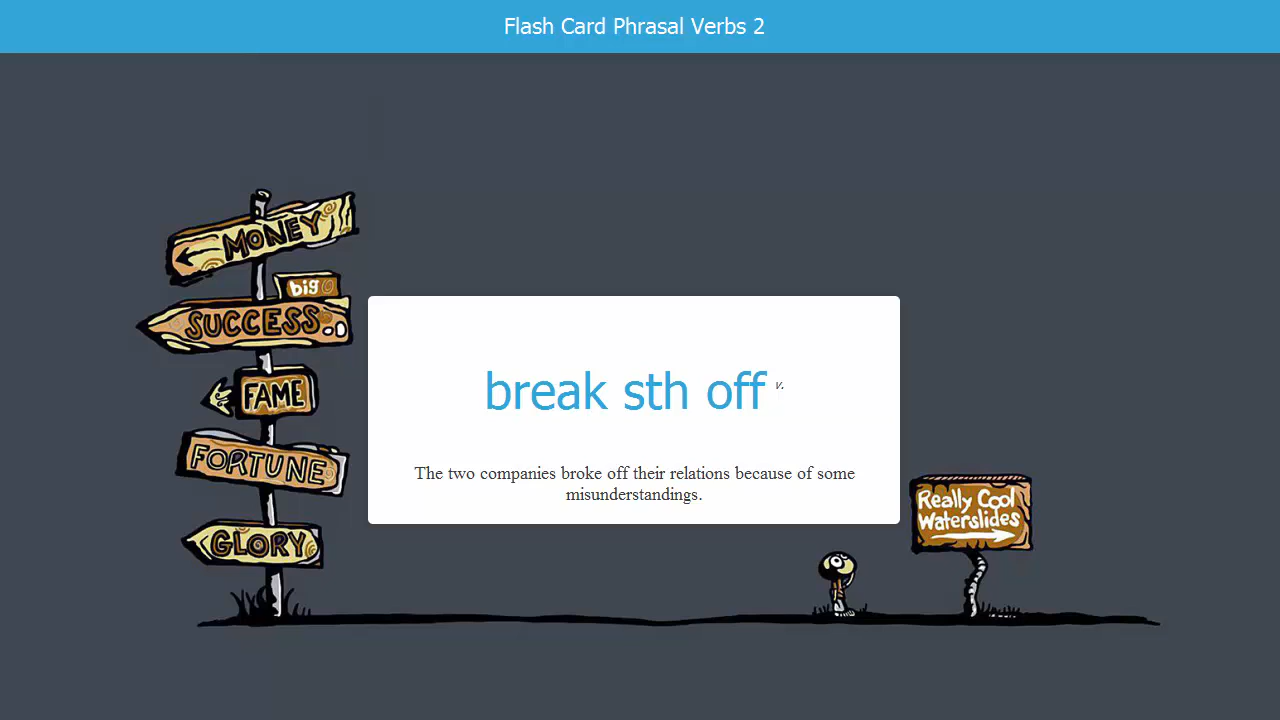 Flash Card Phrasal Verbs 2
MONEY
big
SUCCESS
FAME
FORTUNE
GLORY
break sth off v.
The two companies broke off their relations because of some
misunderstandings.
Really Cool
Waterslides